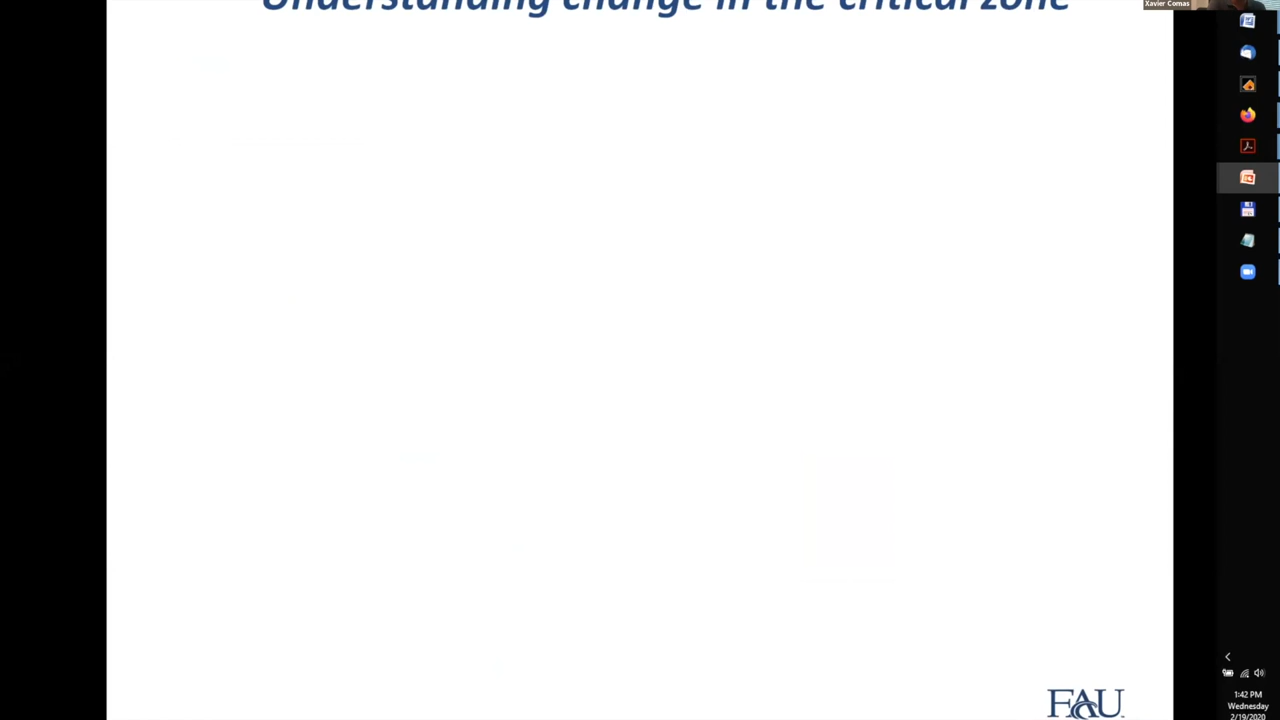 Understanding change in the critical zone
Xavier Comas
FAU
1:42 PM
Wednesday
2/19/2020